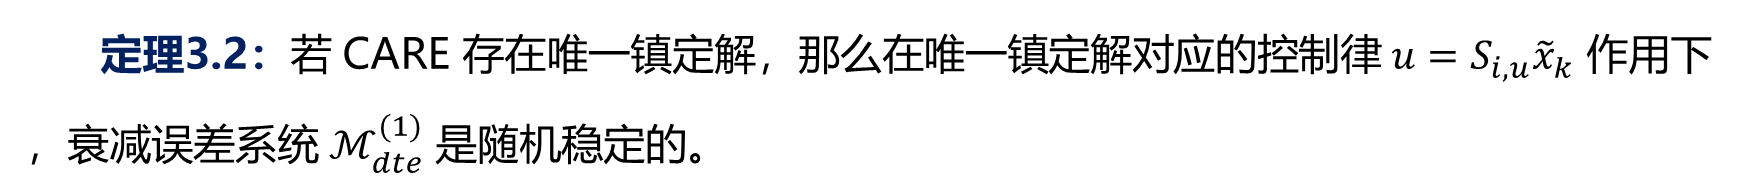 定理3.2：若 CARE 存在唯一镇定解，那么在唯一镇定解对应的控制律 $u = S_{i,u}\tilde{x}_k$ 作用下
，衰减误差系统 $\mathcal{M}_{dte}^{(1)}$ 是随机稳定的。